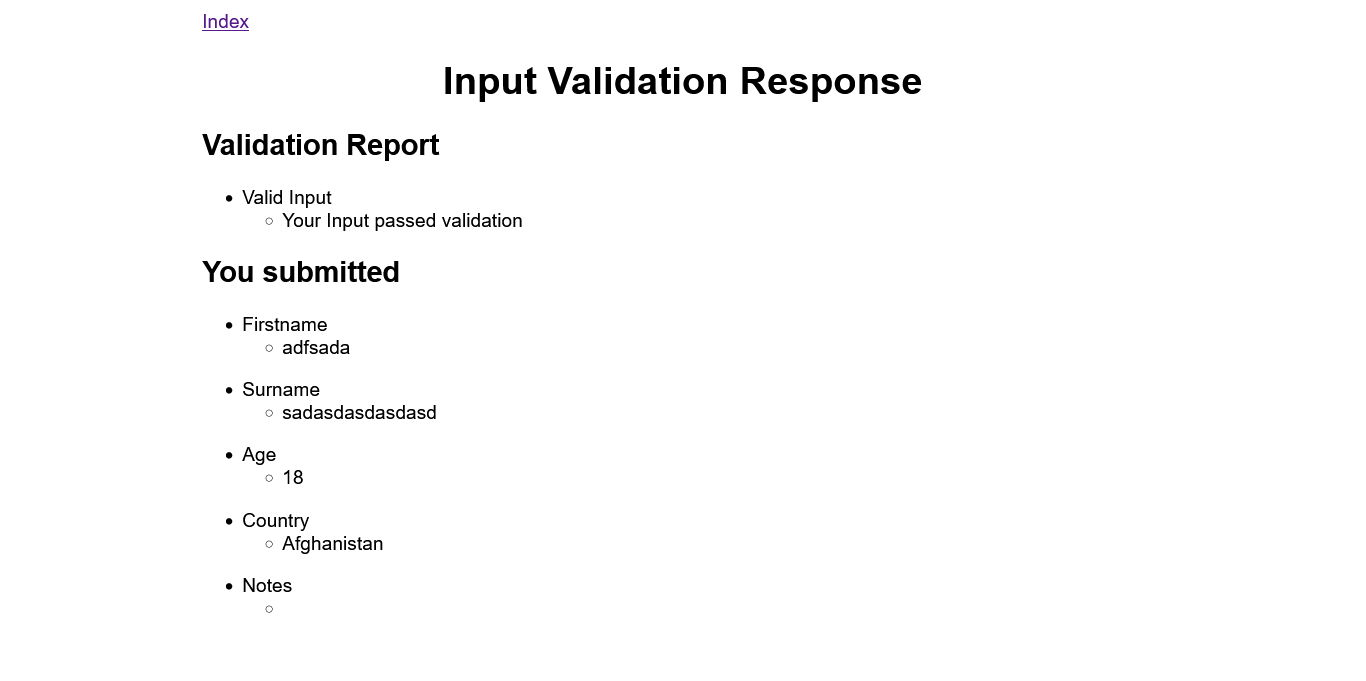 Index
Input Validation Response
Validation Report
Valid Input
Your Input passed validation
You submitted
Firstname
adfsada
Surname
sadasdasdasdasd
Age
18
Country
Afghanistan
Notes